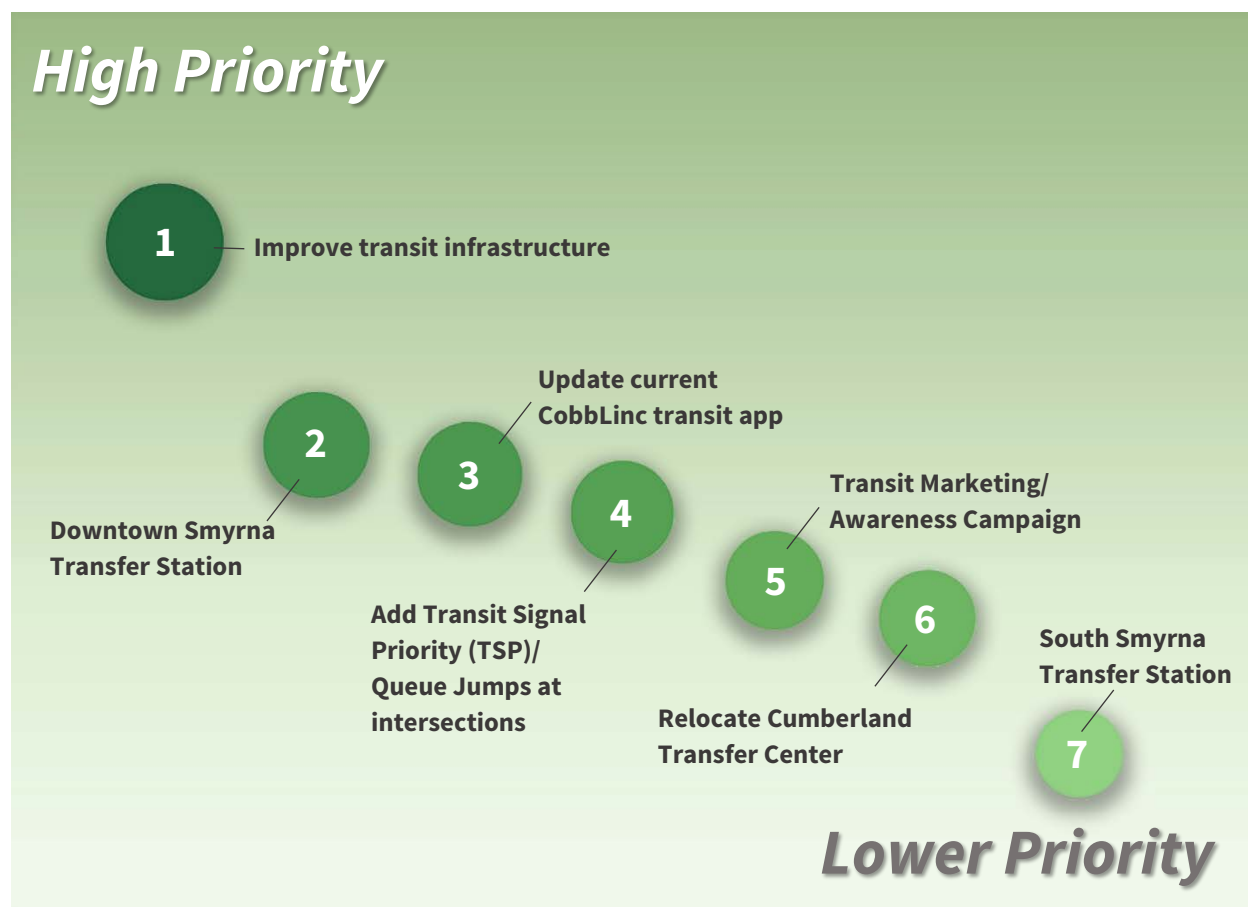 High Priority
1
Improve transit infrastructure
2
Downtown Smyrna
Transfer Station
3
Update current
CobbLinc transit app
4
Add Transit Signal
Priority (TSP)/
Queue Jumps at
intersections
5
Transit Marketing/
Awareness Campaign
6
Relocate Cumberland
Transfer Center
7
South Smyrna
Transfer Station
Lower Priority